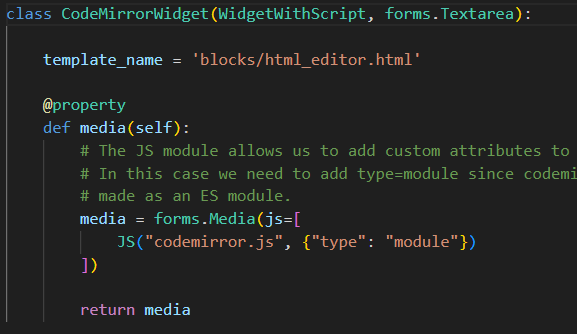 class CodeMirrorWidget(WidgetWithScript, forms.Textarea):
template_name = 'blocks/html_editor.html'
@property
def media(self):
# The JS module allows us to add custom attributes to
# In this case we need to add type=module since codemi
# made as an ES module.
media = forms.Media(js=[
JS("codemirror.js", {"type": "module"})
])
return media